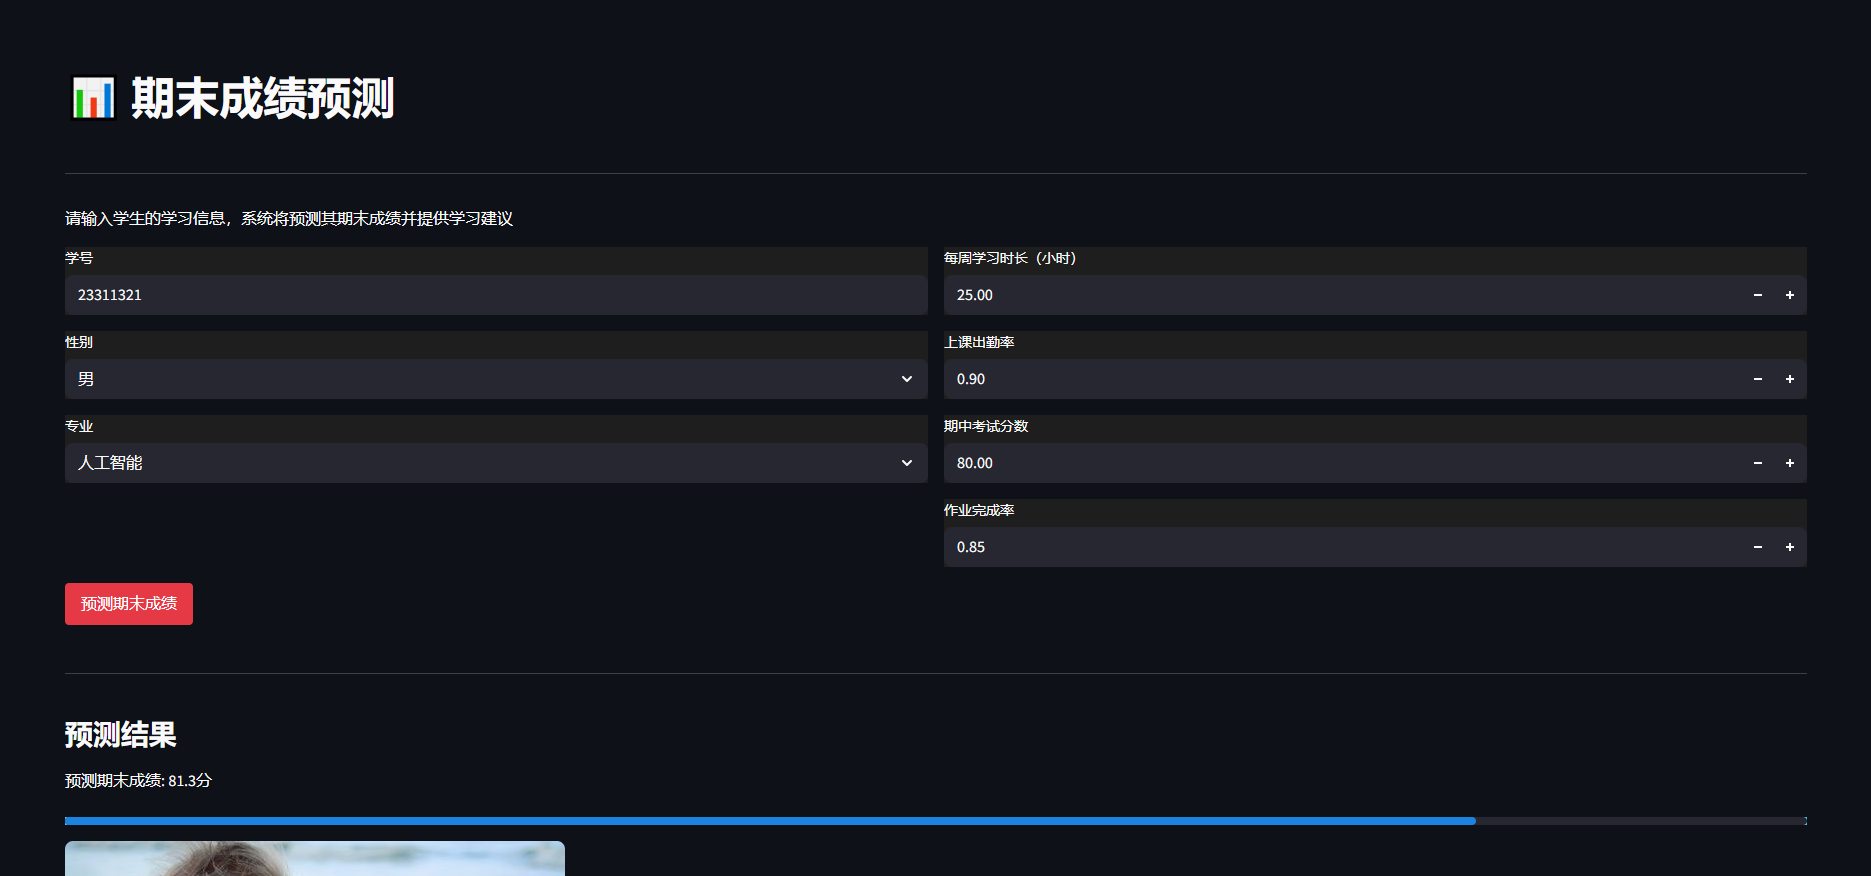 期末成绩预测
请输入学生的学习信息，系统将预测其期末成绩并提供学习建议
学号
23311321
性别
男
专业
人工智能
每周学习时长（小时）
25.00
上课出勤率
0.90
期中考试分数
80.00
作业完成率
0.85
预测期末成绩
预测结果
预测期末成绩: 81.3分